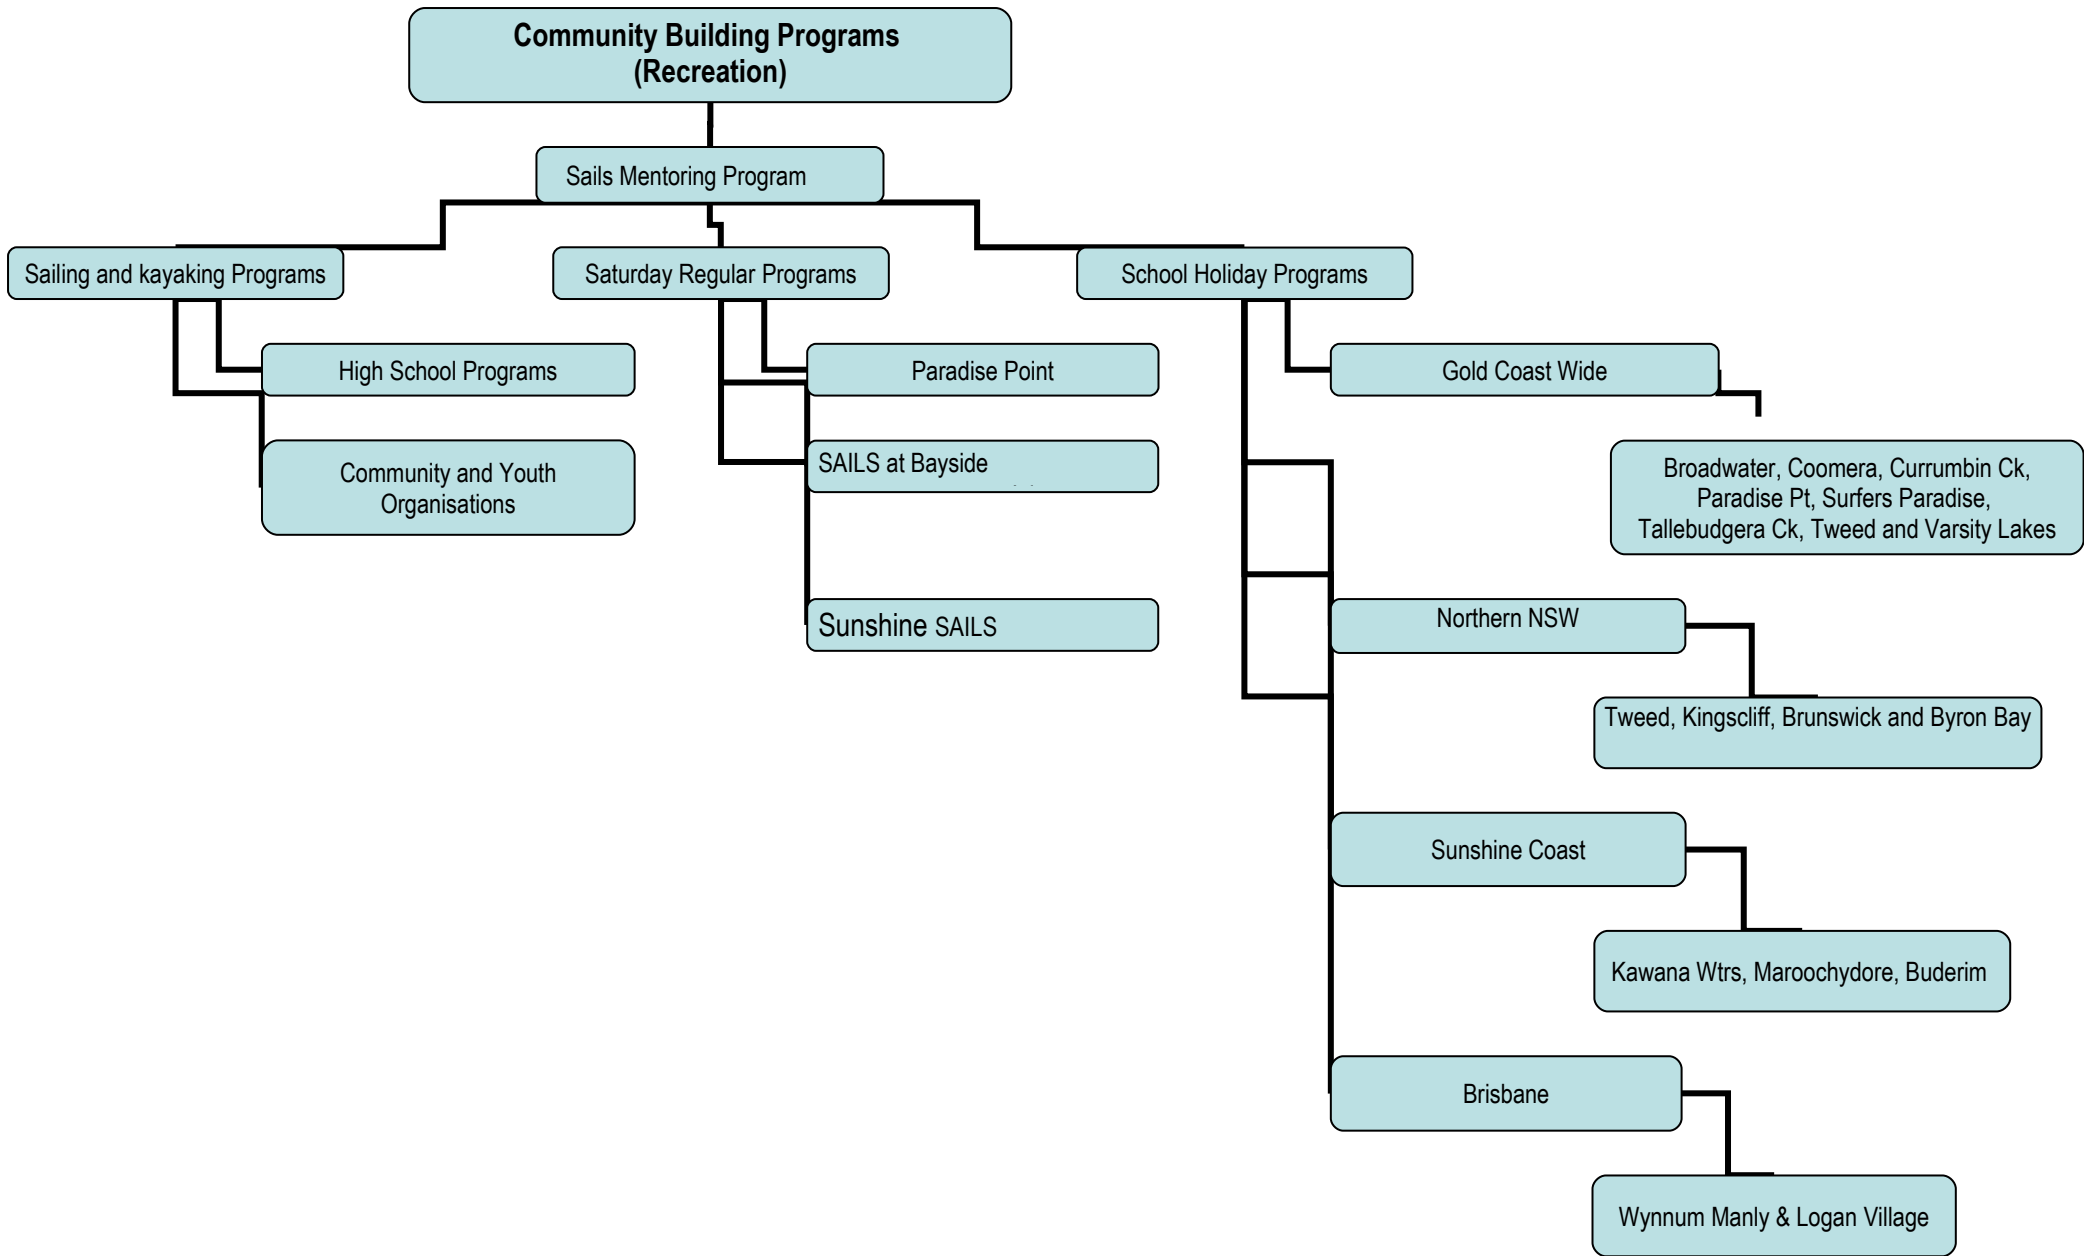 Community Building Programs
(Recreation)
Sails Mentoring Program
Sailing and kayaking Programs
Saturday Regular Programs
School Holiday Programs
High School Programs
Paradise Point
Gold Coast Wide
Community and Youth
Organisations
SAILS at Bayside
Broadwater, Coomera, Currumbin Ck,
Paradise Pt, Surfers Paradise,
Tallebudgera Ck, Tweed and Varsity Lakes
Sunshine SAILS
Northern NSW
Tweed, Kingscliff, Brunswick and Byron Bay
Sunshine Coast
Kawana Wtrs, Maroochydore, Buderim
Brisbane
Wynnum Manly & Logan Village